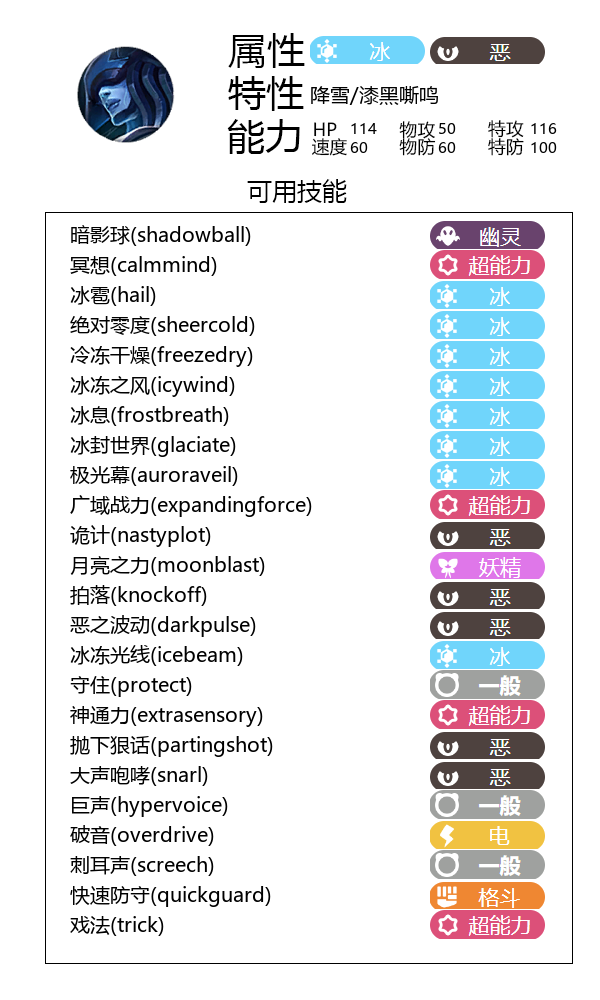 属性 冰 恶
特性 降雪/漆黑嘶鸣
能力 HP 114 物攻 50 特攻 116
速度 60 物防 60 特防 100
可用技能
暗影球(shadowball) 幽灵
冥想(calmmind) 超能力
冰雹(hail) 冰
绝对零度(sheercold) 冰
冷冻干燥(freezedry) 冰
冰冻之风(icywind) 冰
冰息(frostbreath) 冰
冰封世界(glaciate) 冰
极光幕(auroraveil) 冰
广域战力(expandingforce) 超能力
诡计(nastyplot) 恶
月亮之力(moonblast) 妖精
拍落(knockoff) 恶
恶之波动(darkpulse) 恶
冰冻光线(icebeam) 冰
守住(protect) 一般
神通力(extrasensory) 超能力
抛下狠话(partingshot) 恶
大声咆哮(snarl) 恶
巨声(hypervoice) 一般
破音(overdrive) 电
刺耳声(screech) 一般
快速防守(quickguard) 格斗
戏法(trick) 超能力